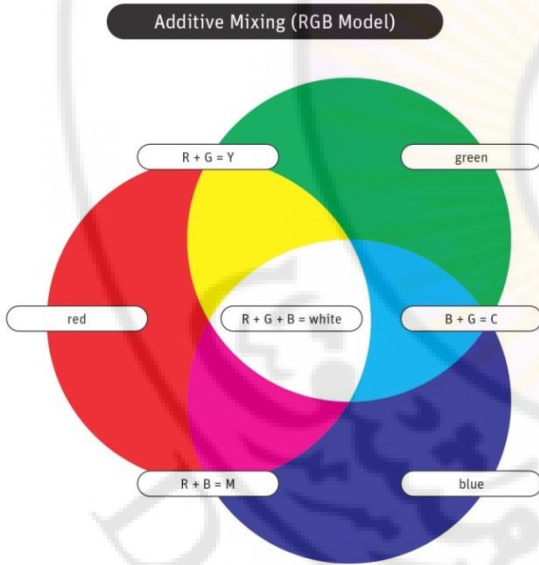 Additive Mixing (RGB Model)
R + G = Y
green
red
R + G + B = white
B + G = C
R + B = M
blue